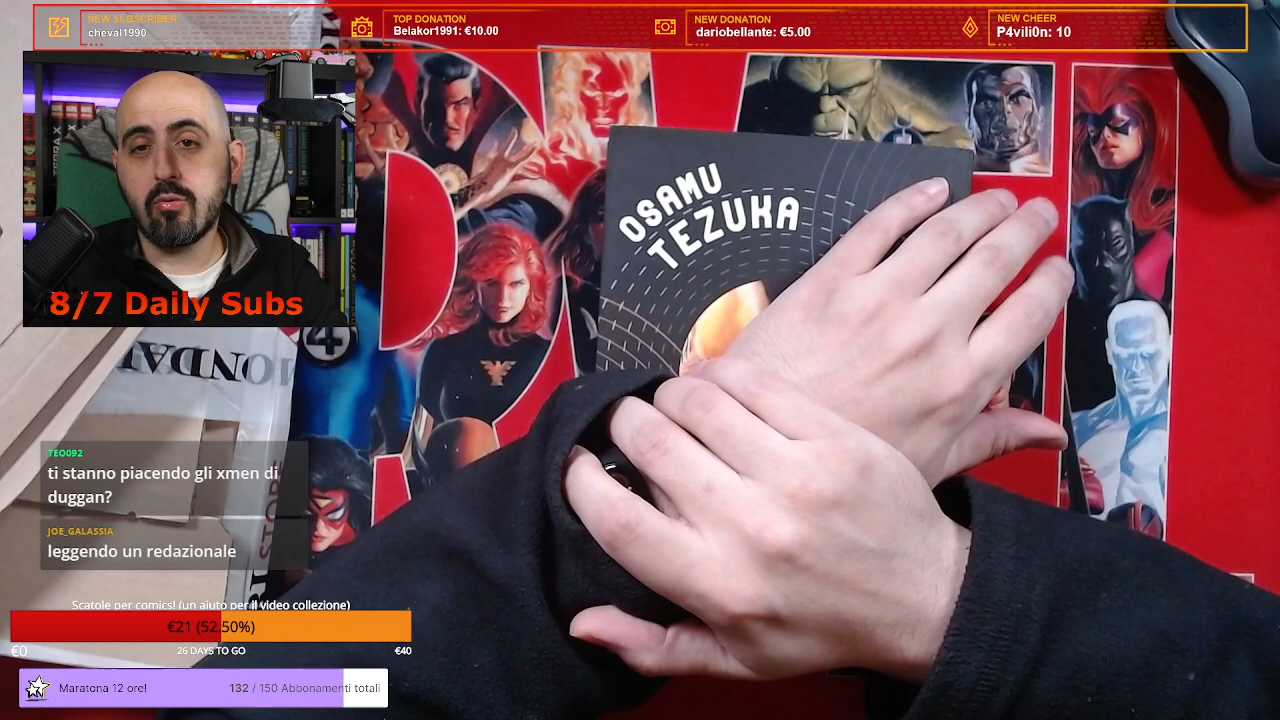 NEW SUBSCRIBER
cheval1990
TOP DONATION
Belakor1991: €10.00
NEW DONATION
dariobellante: €5.00
NEW CHEER
P4vili0n: 10
OSAMU
TEZUKA
8/7 Daily Subs
4
MONDADO
TEO092
ti stanno piacendo gli xmen di
duggan?
JOE_GALASSIA
leggendo un redazionale
Scatole per comics! (un aiuto per il video collezione)
€21 (52.50%)
€0
26 DAYS TO GO
€40
Maratona 12 ore!
132 / 150 Abbonamenti totali